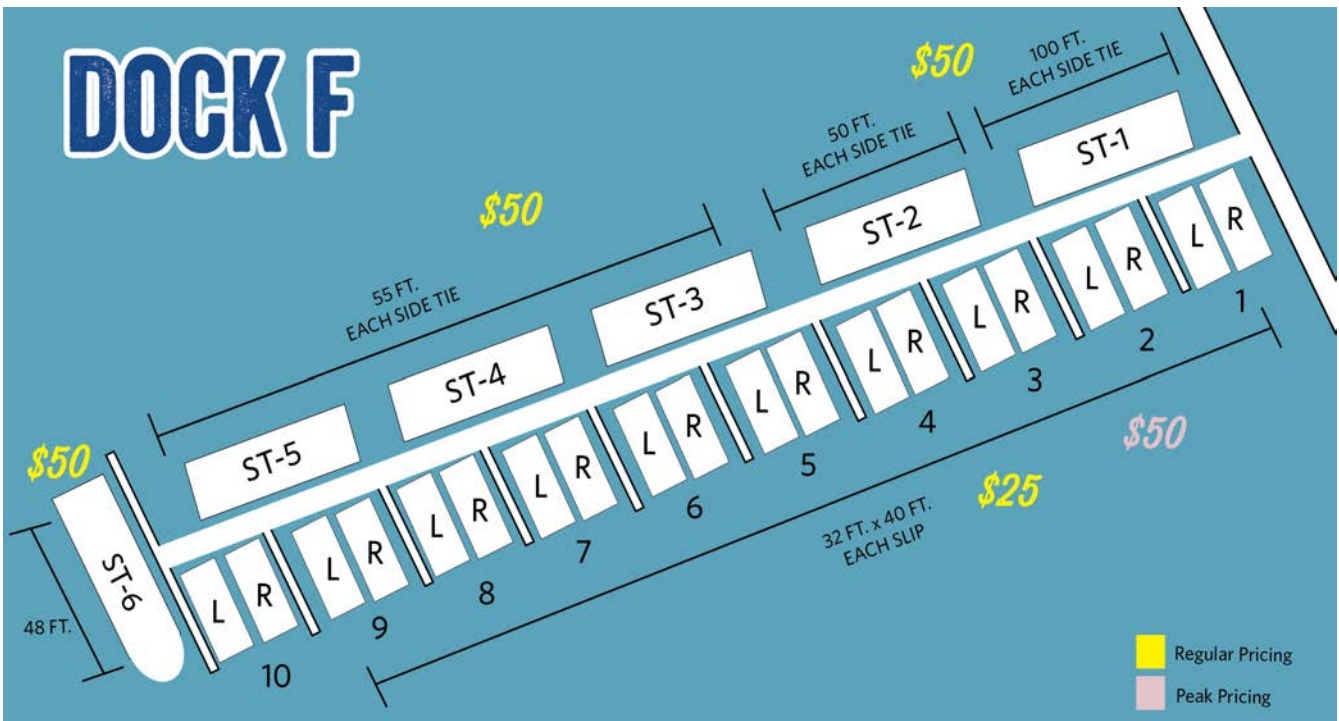 DOCK F
$50
100 FT.
EACH SIDE TIE
50 FT.
EACH SIDE TIE
ST-1
$50
ST-2
55 FT.
EACH SIDE TIE
ST-3
ST-4
$50
ST-5
ST-6
48 FT.
L R
1
L R
2
L R
3
L R
4
L R
5
L R
6
L R
7
L R
8
L R
9
L R
10
$50
$25
32 FT. x 40 FT.
EACH SLIP
Regular Pricing
Peak Pricing